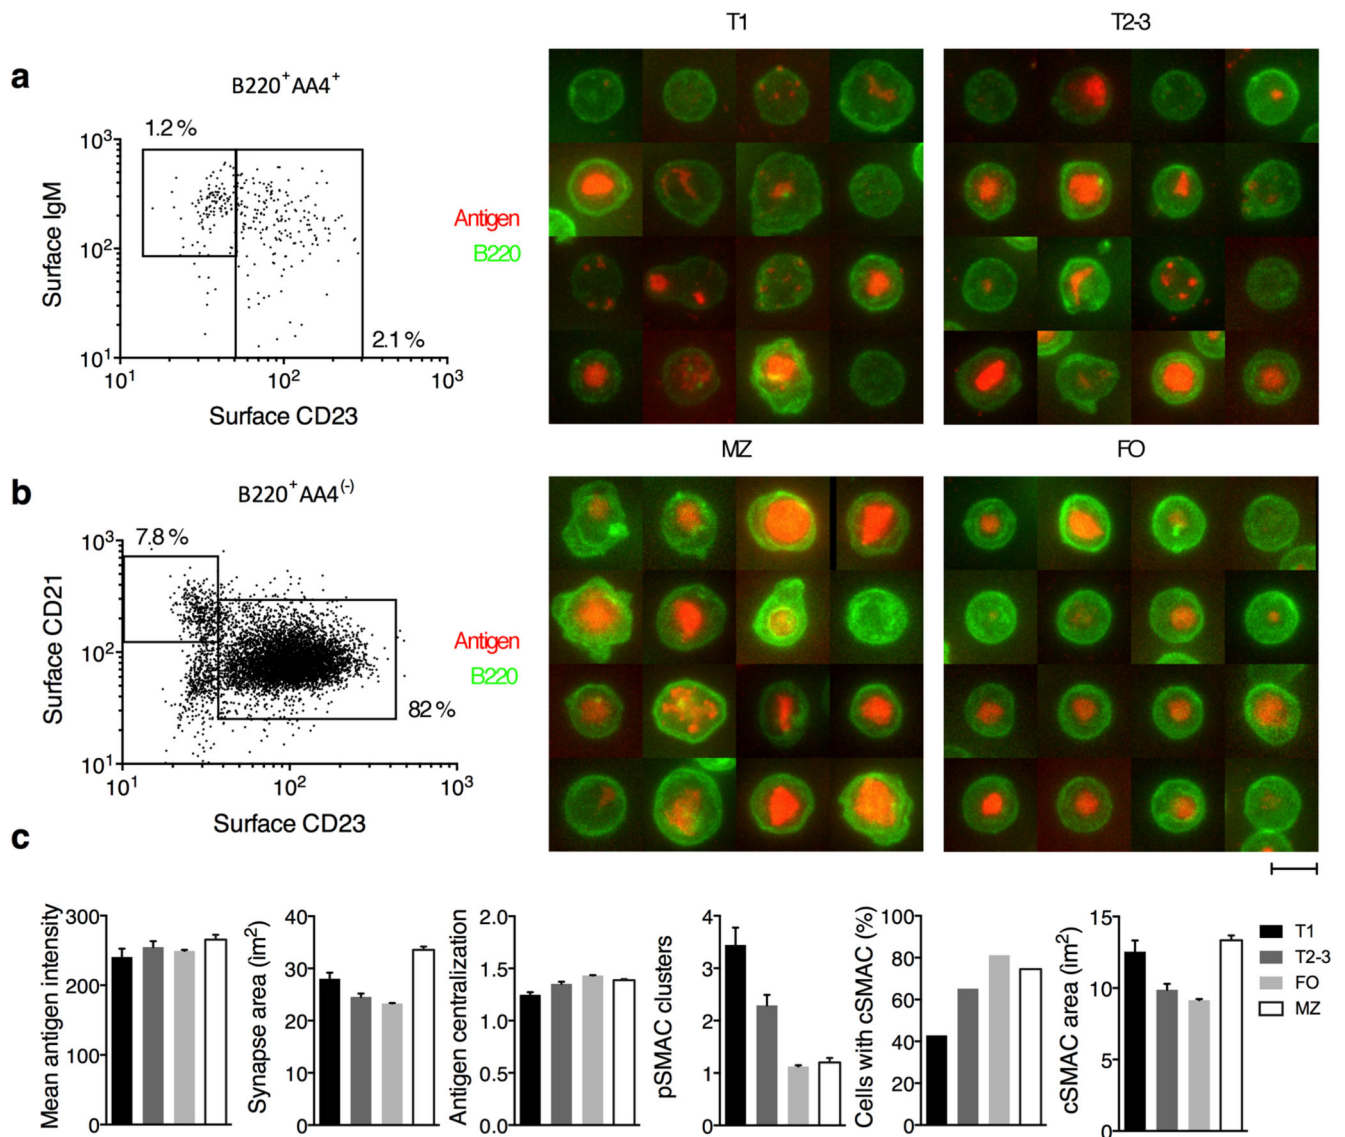 T1
T2-3
a
B220+AA4+
1.2 %
10³
10²
10¹
Surface IgM
2.1 %
10¹
10²
10³
Surface CD23
Antigen
B220
MZ
FO
b
B220+AA4(-)
7.8 %
10³
10²
10¹
Surface CD21
82 %
10¹
10²
10³
Surface CD23
Antigen
B220
c
Mean antigen intensity
300
200
100
0
Synapse area (im²)
40
30
20
10
0
Antigen centralization
2.0
1.5
1.0
0.5
0.0
pSMAC clusters
4
3
2
1
0
Cells with cSMAC (%)
100
80
60
40
20
0
cSMAC area (im²)
15
10
5
0
T1
T2-3
FO
MZ